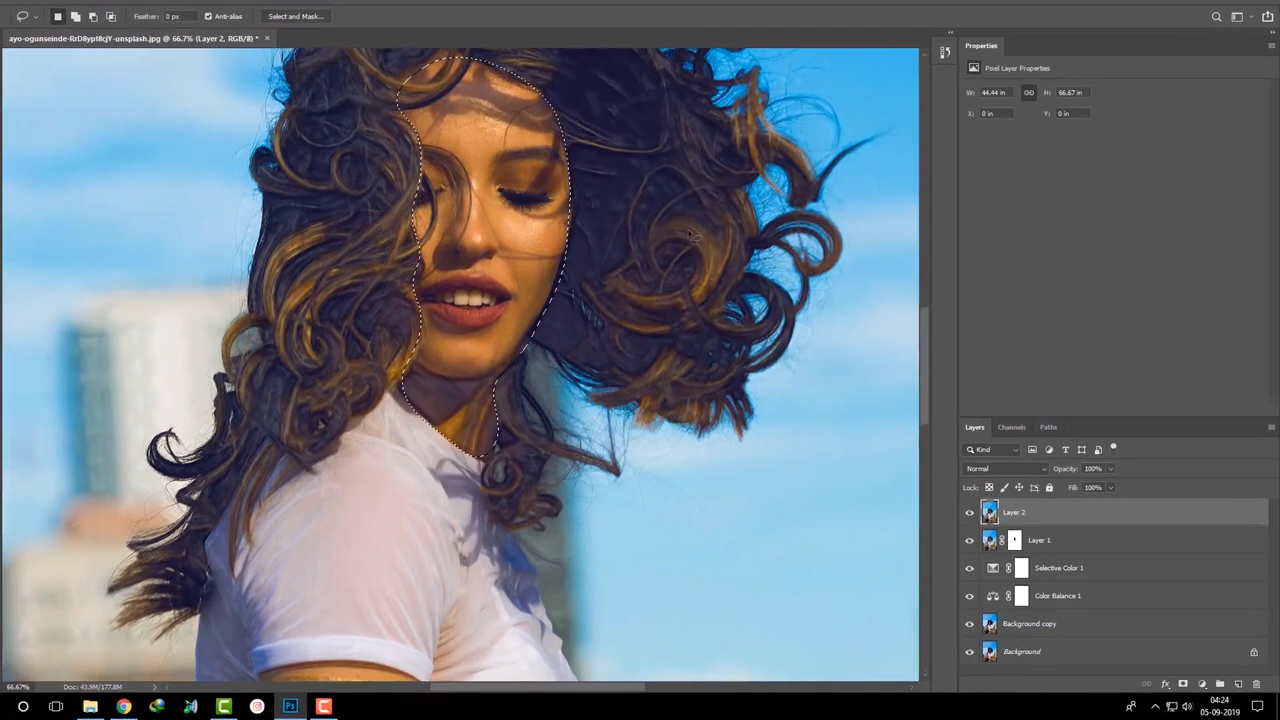 Feather: 0 px Anti-alias Select and Mask...
ayo-ogunseinde-RrD8ypt8cjY-unsplash.jpg @ 66.7% (Layer 2, RGB/8) * ×
Properties
Pixel Layer Properties
W: 44.44 in H: 66.67 in
X: 0 in Y: 0 in
Layers Channels Paths
Kind
Normal Opacity: 100%
Lock: Fill: 100%
Layer 2
Layer 1
Selective Color 1
Color Balance 1
Background copy
Background
66.67% Doc: 43.9M/177.8M
Ps
04:24
05-09-2019